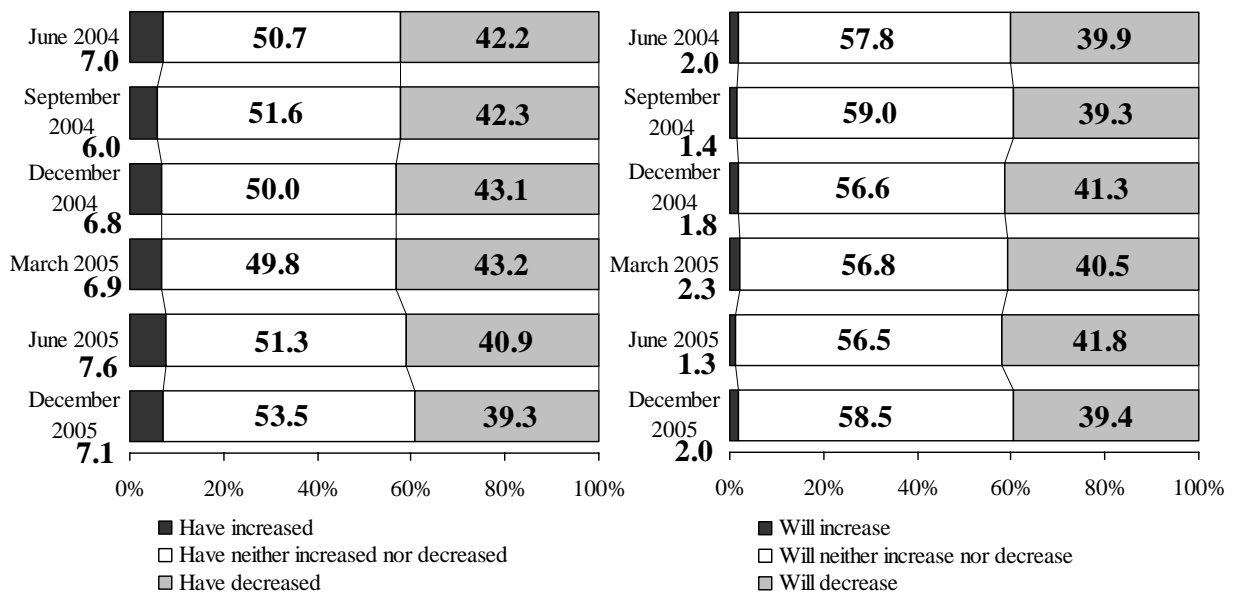 June 2004
7.0
50.7
42.2
September
2004
6.0
51.6
42.3
December
2004
6.8
50.0
43.1
March 2005
6.9
49.8
43.2
June 2005
7.6
51.3
40.9
December
2005
7.1
53.5
39.3
0% 20% 40% 60% 80% 100%
Have increased
Have neither increased nor decreased
Have decreased
June 2004
2.0
57.8
39.9
September
2004
1.4
59.0
39.3
December
2004
1.8
56.6
41.3
March 2005
2.3
56.8
40.5
June 2005
1.3
56.5
41.8
December
2005
2.0
58.5
39.4
0% 20% 40% 60% 80% 100%
Will increase
Will neither increase nor decrease
Will decrease